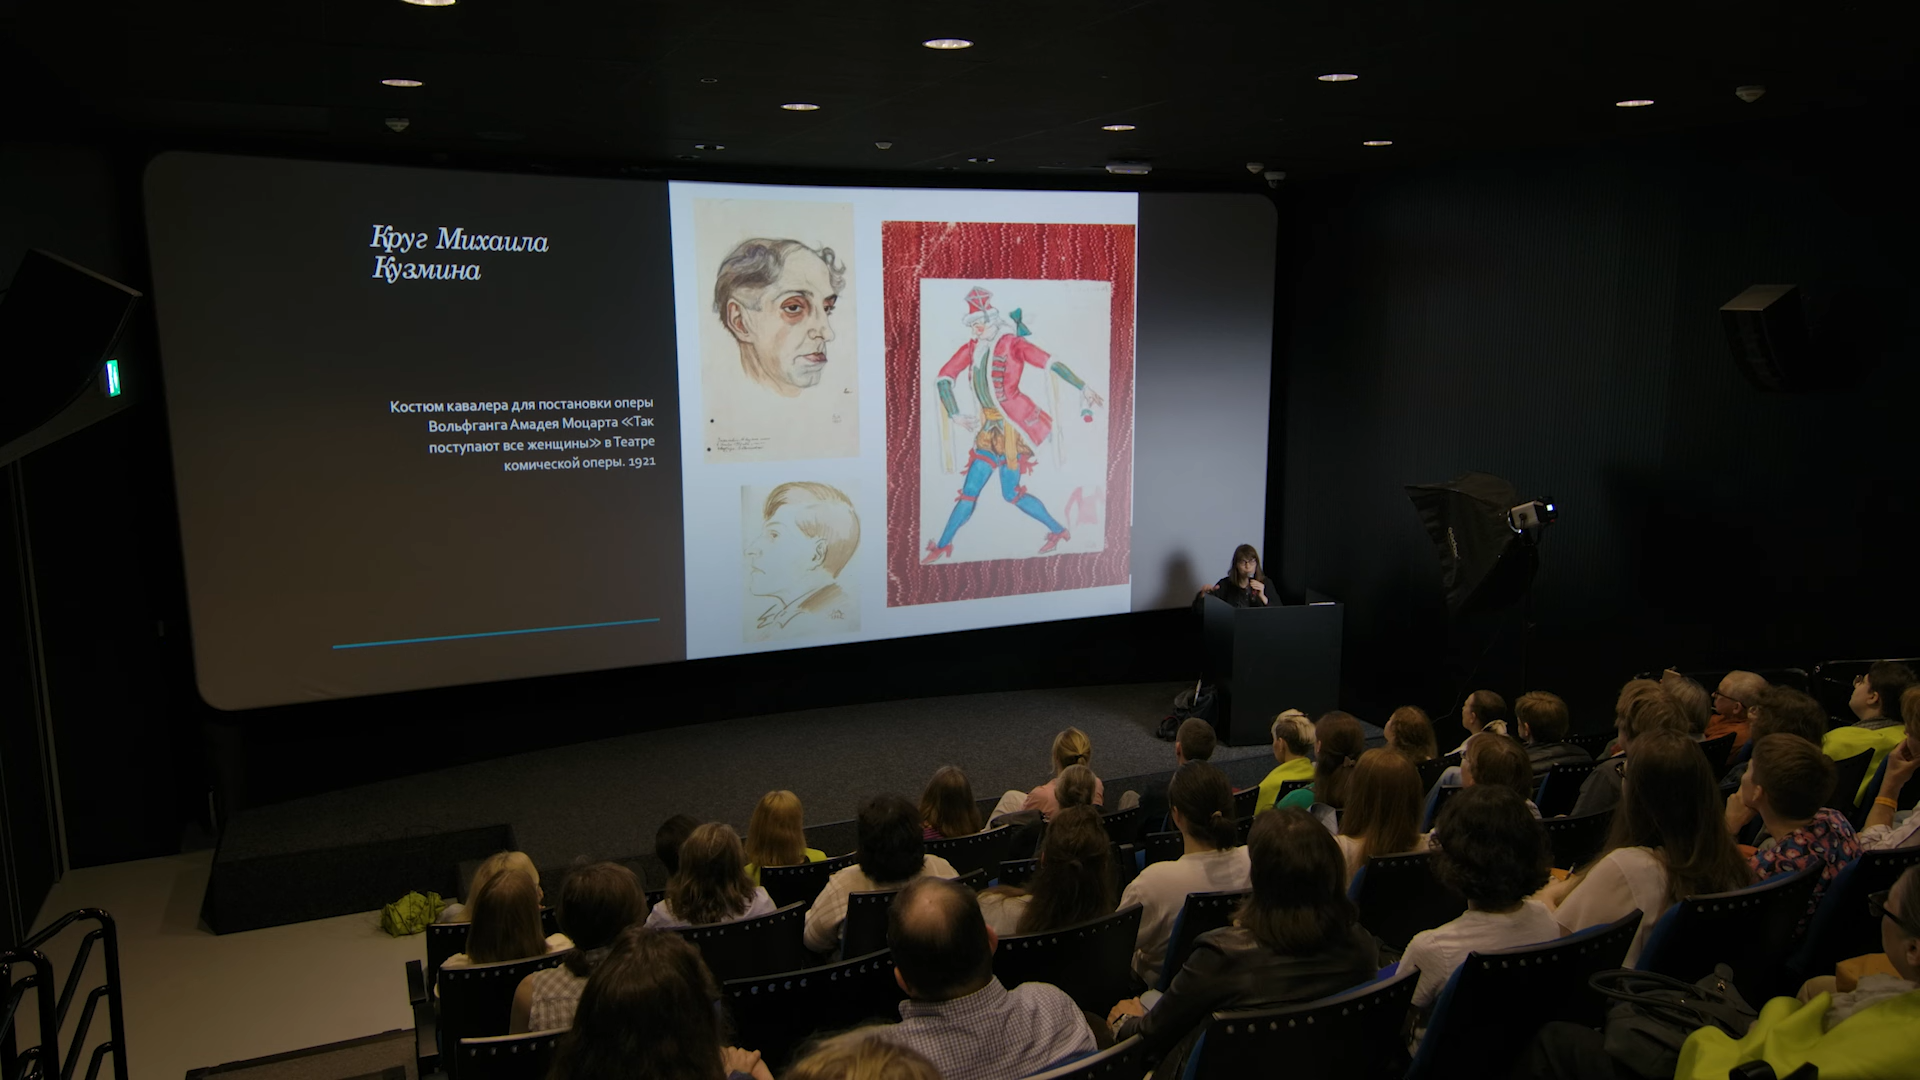 Круг Михаила
Кузмина
Костюм кавалера для постановки оперы
Вольфганга Амадея Моцарта «Так
поступают все женщины» в Театре
комической оперы. 1921